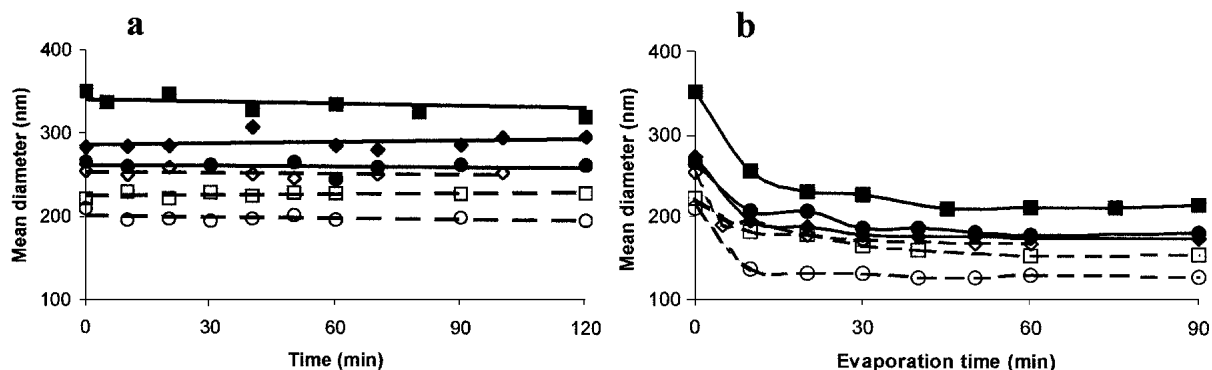 a
400
300
200
100
Mean diameter (nm)
0 30 60 90 120
Time (min)
b
400
300
200
100
Mean diameter (nm)
0 30 60 90
Evaporation time (min)